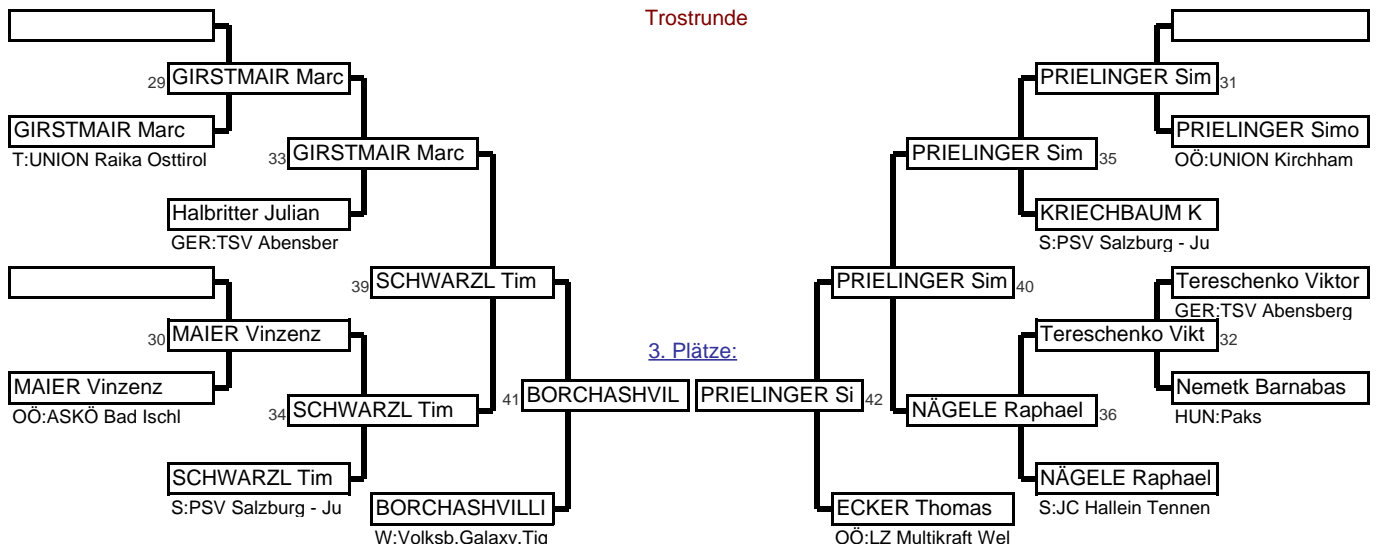 Trostrunde
29 GIRSTMAIR Marc
GIRSTMAIR Marc
T:UNION Raika Osttirol
33 GIRSTMAIR Marc
Halbritter Julian
GER:TSV Abensber
39 SCHWARZL Tim
30 MAIER Vinzenz
MAIER Vinzenz
OÖ:ASKÖ Bad Ischl
34 SCHWARZL Tim
SCHWARZL Tim
S:PSV Salzburg - Ju
41 BORCHASHVIL
BORCHASHVILLI
W:Volksb.Galaxy.Tig
3. Plätze:
PRIELINGER Sim 31
PRIELINGER Simo
OÖ:UNION Kirchham
PRIELINGER Sim 35
KRIECHBAUM K
S:PSV Salzburg - Ju
PRIELINGER Sim 40
Tereschenko Viktor
GER:TSV Abensberg
Tereschenko Vikt 32
Nemetk Barnabas
HUN:Paks
PRIELINGER Si 42
NÄGELE Raphael 36
NÄGELE Raphael
S:JC Hallein Tennen
ECKER Thomas
OÖ:LZ Multikraft Wel